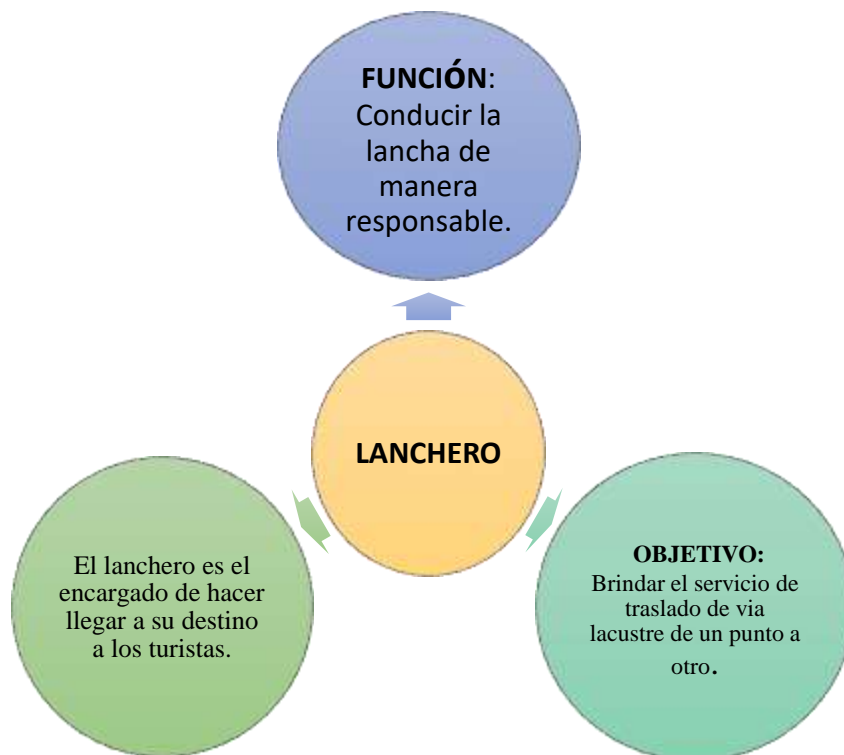 FUNCIÓN:
Conducir la
lancha de
manera
responsable.
LANCHERO
El lanchero es el
encargado de hacer
llegar a su destino
a los turistas.
OBJETIVO:
Brindar el servicio de
traslado de via
lacustre de un punto a
otro.